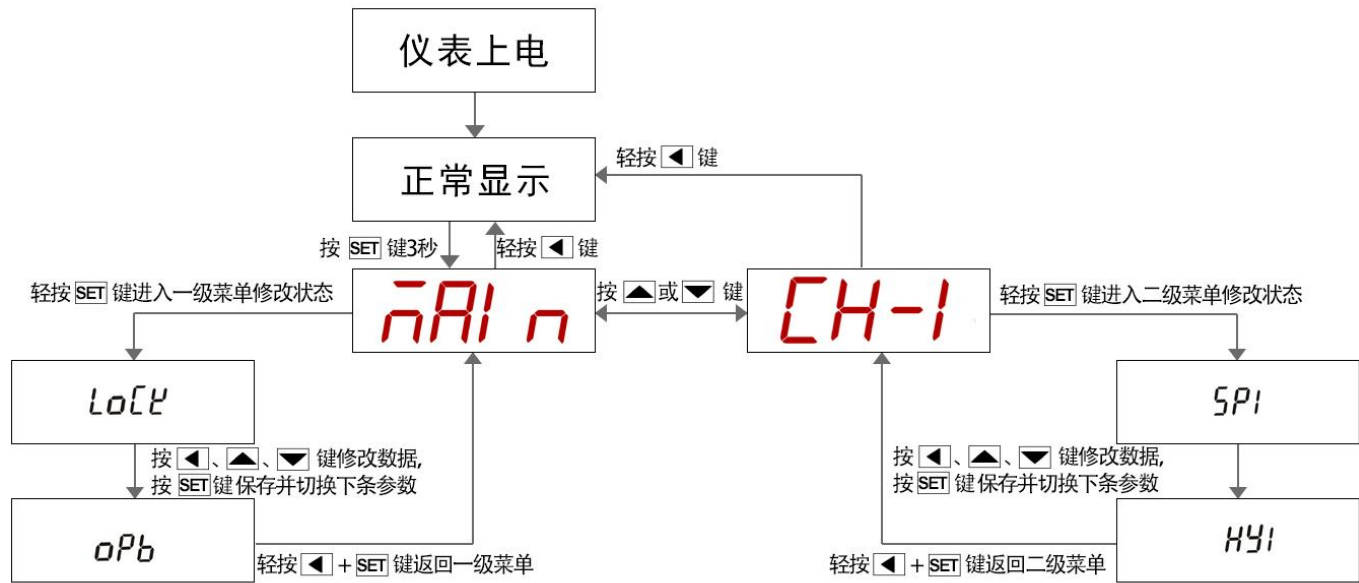 仪表上电
正常显示
轻按 ◀ 键
按 SET 键3秒
轻按 ◀ 键
轻按 SET 键进入一级菜单修改状态
MAIn
按 ▲ 或 ▼ 键
CH-1
轻按 SET 键进入二级菜单修改状态
LoCK
SP1
按 ◀ 、 ▲ 、 ▼ 键修改数据,
按 SET 键保存并切换下条参数
按 ◀ 、 ▲ 、 ▼ 键修改数据,
按 SET 键保存并切换下条参数
oPb
HY1
轻按 ◀ + SET 键返回一级菜单
轻按 ◀ + SET 键返回二级菜单